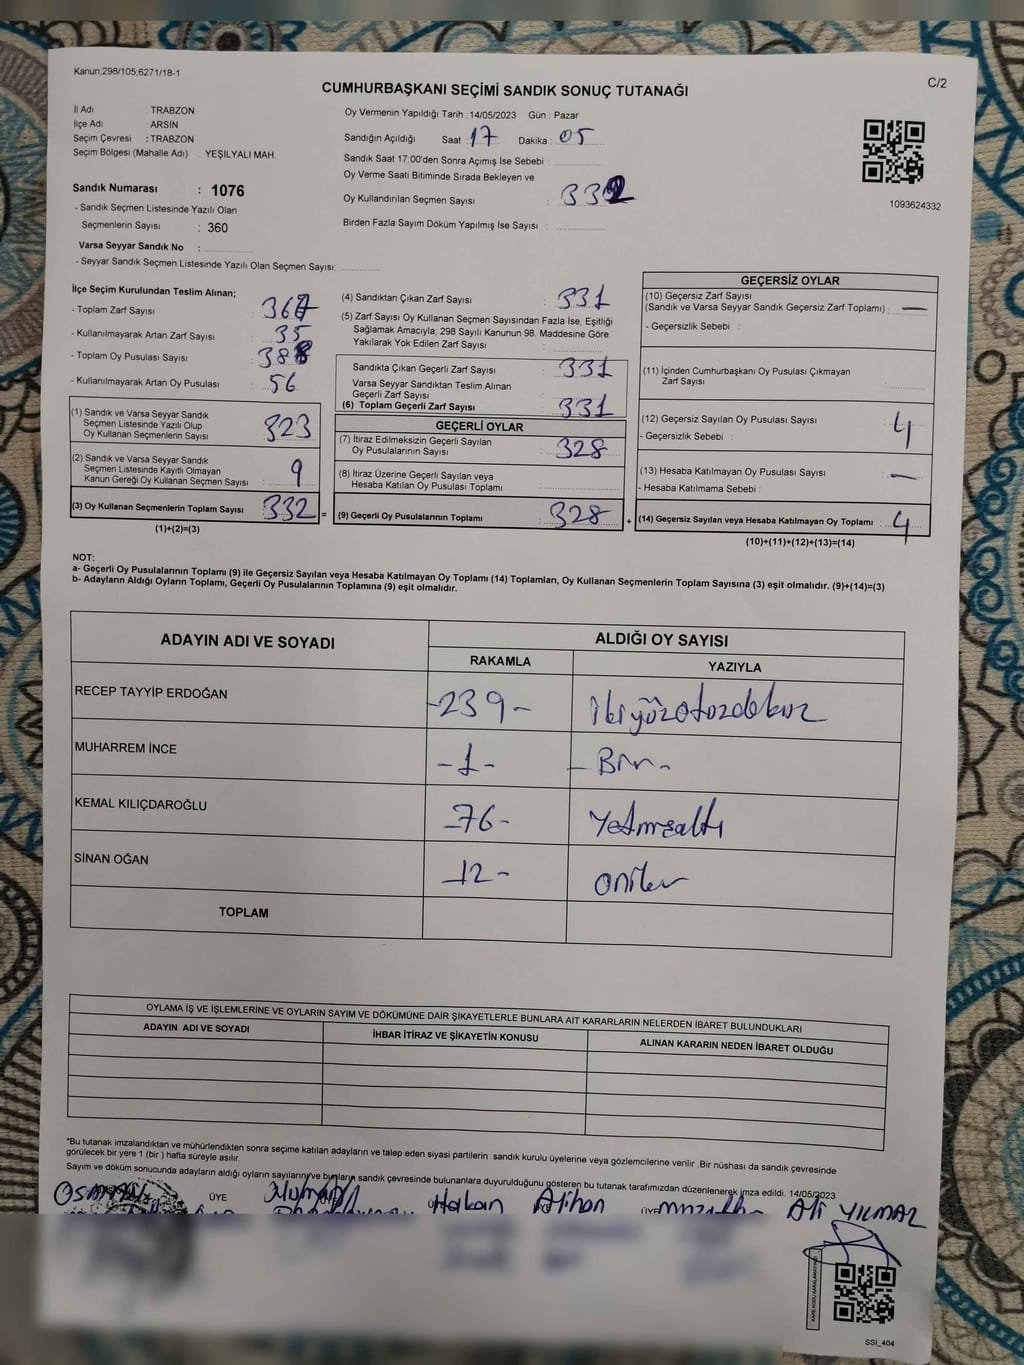 Kanun;298/105,6271/18-1
C/2
CUMHURBAŞKANI SEÇİMİ SANDIK SONUÇ TUTANAĞI
İl Adı : TRABZON
İlçe Adı : ARSİN
Seçim Çevresi : TRABZON
Seçim Bölgesi (Mahalle Adı) : YEŞİLYALI MAH.
Sandık Numarası : 1076
- Sandık Seçmen Listesinde Yazılı Olan
Seçmenlerin Sayısı : 360
Varsa Seyyar Sandık No :
- Seyyar Sandık Seçmen Listesinde Yazılı Olan Seçmen Sayısı:
Oy Vermenin Yapıldığı Tarih : 14/05/2023 Gün : Pazar
Sandığın Açıldığı Saat : 17 Dakika : 05
Sandık Saat 17:00'den Sonra Açımış İse Sebebi :
Oy Verme Saati Bitiminde Sırada Bekleyen ve
Oy Kullandırılan Seçmen Sayısı : 332
Birden Fazla Sayım Döküm Yapılmış İse Sayısı :
1093624332
İlçe Seçim Kurulundan Teslim Alınan;
- Toplam Zarf Sayısı : 367
- Kullanılmayarak Artan Zarf Sayısı : 35
- Toplam Oy Pusulası Sayısı : 388
- Kullanılmayarak Artan Oy Pusulası : 56
(1) Sandık ve Varsa Seyyar Sandık
Seçmen Listesinde Yazılı Olup
Oy Kullanan Seçmenlerin Sayısı : 323
(2) Sandık ve Varsa Seyyar Sandık
Seçmen Listesinde Kayıtlı Olmayan
Kanun Gereği Oy Kullanan Seçmen Sayısı : 9
(3) Oy Kullanan Seçmenlerin Toplam Sayısı : 332 =
(1)+(2)=(3)
(4) Sandıktan Çıkan Zarf Sayısı : 331
(5) Zarf Sayısı Oy Kullanan Seçmen Sayısından Fazla İse, Eşitliği
Sağlamak Amacıyla; 298 Sayılı Kanunun 98. Maddesine Göre
Yakılarak Yok Edilen Zarf Sayısı :
Sandıkta Çıkan Geçerli Zarf Sayısı : 331
Varsa Seyyar Sandıktan Teslim Alınan
Geçerli Zarf Sayısı :
(6) Toplam Geçerli Zarf Sayısı : 331
GEÇERLİ OYLAR
(7) İtiraz Edilmeksizin Geçerli Sayılan
Oy Pusulalarının Sayısı : 328
(8) İtiraz Üzerine Geçerli Sayılan veya
Hesaba Katılan Oy Pusulası Toplamı :
(9) Geçerli Oy Pusulalarının Toplamı : 328 +
GEÇERSİZ OYLAR
(10) Geçersiz Zarf Sayısı
(Sandık ve Varsa Seyyar Sandık Geçersiz Zarf Toplamı) : —
- Geçersizlik Sebebi :
(11) İçinden Cumhurbaşkanı Oy Pusulası Çıkmayan
Zarf Sayısı :
(12) Geçersiz Sayılan Oy Pusulası Sayısı : 4
- Geçersizlik Sebebi :
(13) Hesaba Katılmayan Oy Pusulası Sayısı : —
- Hesaba Katılmama Sebebi :
(14) Geçersiz Sayılan veya Hesaba Katılmayan Oy Toplamı : 4
(10)+(11)+(12)+(13)=(14)
NOT:
a- Geçerli Oy Pusulalarının Toplamı (9) ile Geçersiz Sayılan veya Hesaba Katılmayan Oy Toplamı (14) Toplamları, Oy Kullanan Seçmenlerin Toplam Sayısına (3) eşit olmalıdır. (9)+(14)=(3)
b- Adayların Aldığı Oyların Toplamı, Geçerli Oy Pusulalarının Toplamına (9) eşit olmalıdır.
ADAYIN ADI VE SOYADI
ALDIĞI OY SAYISI
RAKAMLA
YAZIYLA
RECEP TAYYİP ERDOĞAN -239- ikiyüzotuzdokuz
MUHARREM İNCE -1- -Bir-
KEMAL KILIÇDAROĞLU -76- Yetmişaltı
SİNAN OĞAN -12- oniki
TOPLAM
OYLAMA İŞ VE İŞLEMLERİNE VE OYLARIN SAYIM VE DÖKÜMÜNE DAİR ŞİKAYETLERLE BUNLARA AİT KARARLARIN NELERDEN İBARET BULUNDUKLARI
ADAYIN ADI VE SOYADI
İHBAR İTİRAZ VE ŞİKAYETİN KONUSU
ALINAN KARARIN NEDEN İBARET OLDUĞU
*Bu tutanak imzalandıktan ve mühürlendikten sonra seçime katılan adayların ve talep eden siyasi partilerin sandık kurulu üyelerine veya gözlemcilerine verilir .Bir nüshası da sandık çevresinde
görülecek bir yere 1 (bir ) hafta süreyle asılır.
Sayım ve döküm sonucunda adayların aldığı oyların sayılarını ve bunların sandık çevresinde bulunanlara duyurulduğunu gösteren bu tutanak tarafımızdan düzenlenerek imza edildi. 14/05/2023
OSMAN ÜYE Hakan Alihan ÜYE Ali YILMAZ
SSI_404